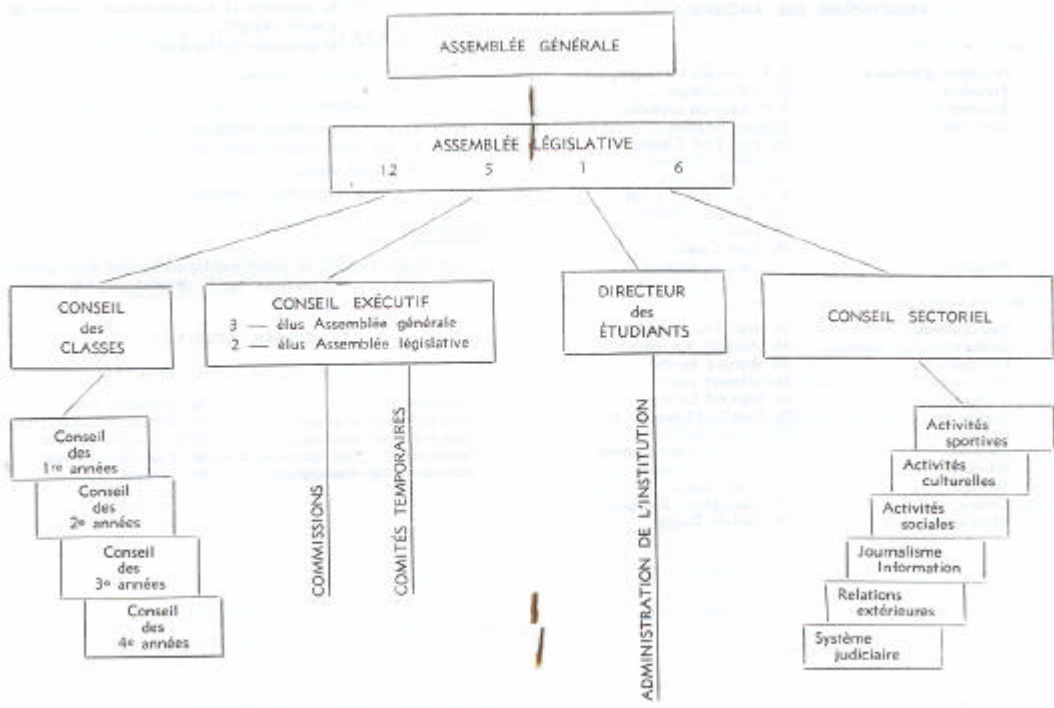 ASSEMBLÉE GÉNÉRALE
ASSEMBLÉE LÉGISLATIVE
12 5 1 6
CONSEIL
des
CLASSES
CONSEIL EXÉCUTIF
3 — élus Assemblée générale
2 — élus Assemblée législative
DIRECTEUR
des
ÉTUDIANTS
CONSEIL SECTORIEL
Conseil
des
1re années
Conseil
des
2e années
Conseil
des
3e années
Conseil
des
4e années
COMMISSIONS
COMITÉS TEMPORAIRES
ADMINISTRATION DE L'INSTITUTION
Activités
sportives
Activités
culturelles
Activités
sociales
Journalisme
Information
Relations
extérieures
Système
judiciaire